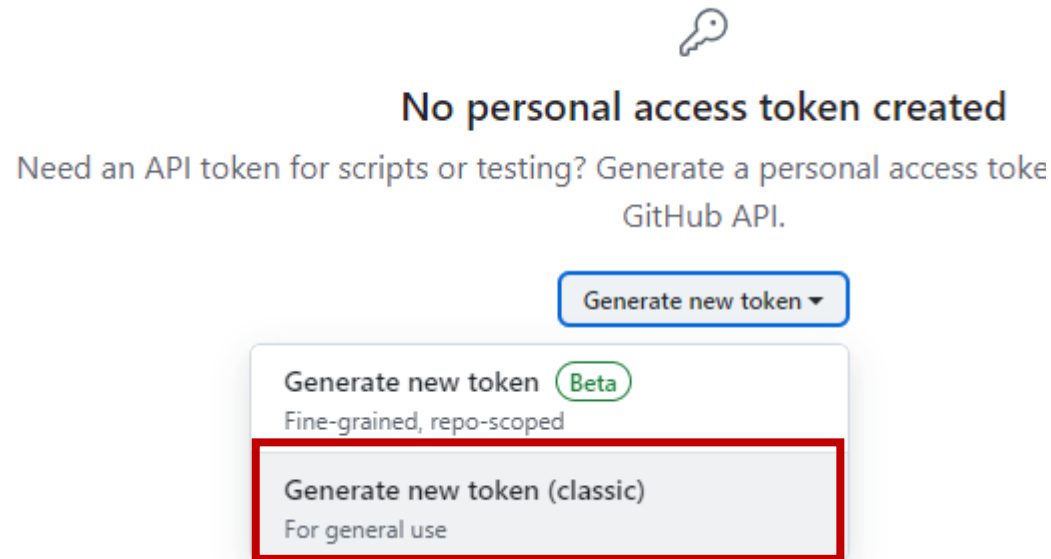 No personal access token created
Need an API token for scripts or testing? Generate a personal access toke
GitHub API.
Generate new token
Generate new token Beta
Fine-grained, repo-scoped
Generate new token (classic)
For general use